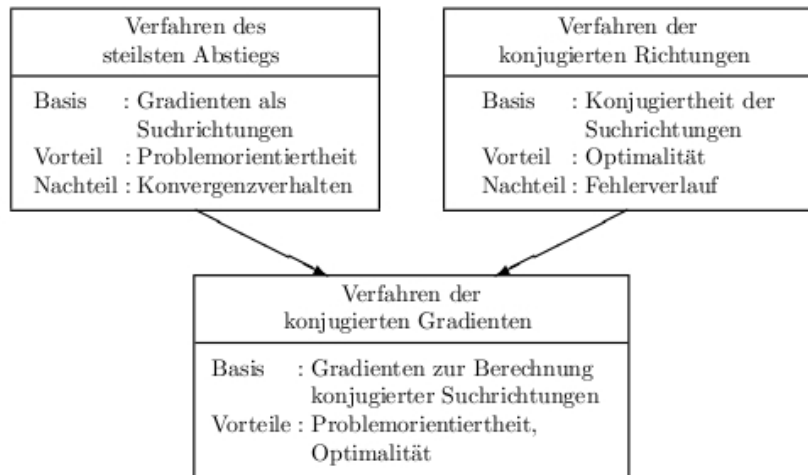 Verfahren des
steilsten Abstiegs
Basis : Gradienten als
Suchrichtungen
Vorteil : Problemorientiertheit
Nachteil : Konvergenzverhalten
Verfahren der
konjugierten Richtungen
Basis : Konjugiertheit der
Suchrichtungen
Vorteil : Optimalität
Nachteil : Fehlerverlauf
Verfahren der
konjugierten Gradienten
Basis : Gradienten zur Berechnung
konjugierter Suchrichtungen
Vorteile : Problemorientiertheit,
Optimalität